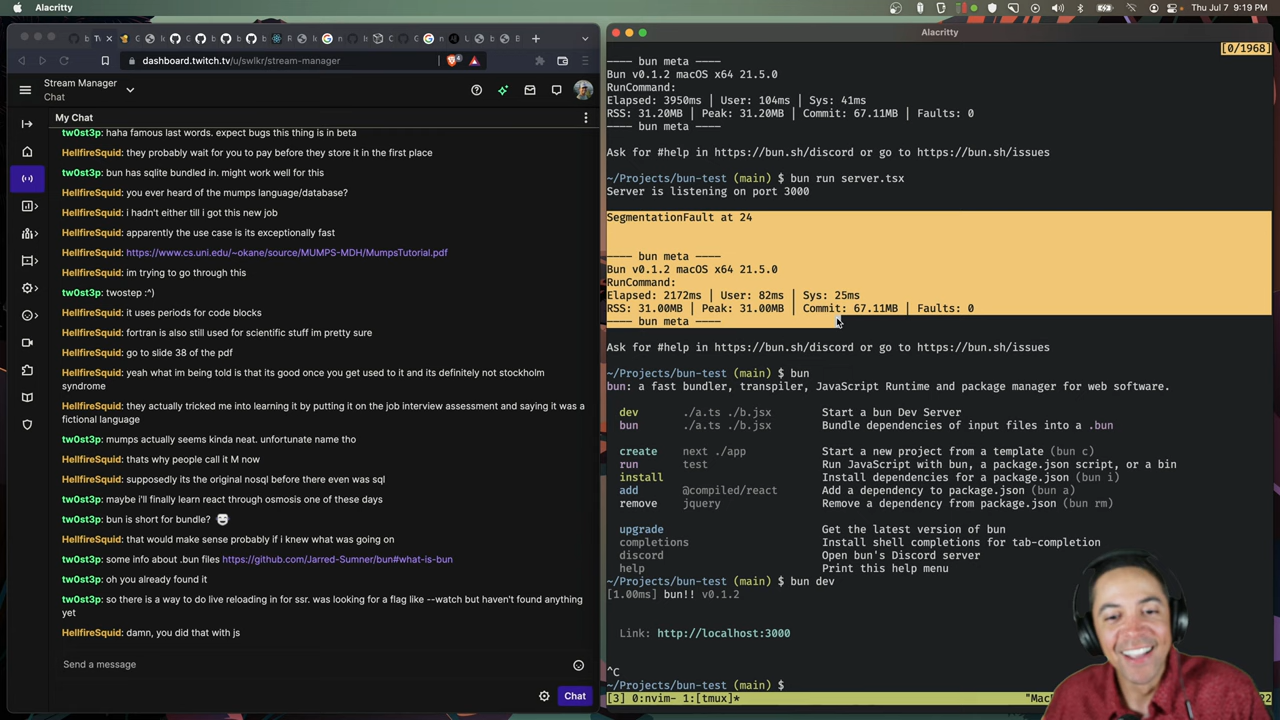 Alacritty
Thu Jul 7 9:19 PM
Tw
dashboard.twitch.tv/u/swlkr/stream-manager
Stream Manager
Chat
My Chat
tw0st3p: haha famous last words. expect bugs this thing is in beta
HellfireSquid: they probably wait for you to pay before they store it in the first place
tw0st3p: bun has sqlite bundled in. might work well for this
HellfireSquid: you ever heard of the mumps language/database?
HellfireSquid: i hadn't either till i got this new job
HellfireSquid: apparently the use case is its exceptionally fast
HellfireSquid: https://www.cs.uni.edu/~okane/source/MUMPS-MDH/MumpsTutorial.pdf
HellfireSquid: im trying to go through this
tw0st3p: twostep :^)
HellfireSquid: it uses periods for code blocks
HellfireSquid: fortran is also still used for scientific stuff im pretty sure
HellfireSquid: go to slide 38 of the pdf
HellfireSquid: yeah what im being told is that its good once you get used to it and its definitely not stockholm
syndrome
HellfireSquid: they actually tricked me into learning it by putting it on the job interview assessment and saying it was a
fictional language
tw0st3p: mumps actually seems kinda neat. unfortunate name tho
HellfireSquid: thats why people call it M now
HellfireSquid: supposedly its the original nosql before there even was sql
tw0st3p: maybe i'll finally learn react through osmosis one of these days
tw0st3p: bun is short for bundle?
HellfireSquid: that would make sense probably if i knew what was going on
tw0st3p: some info about .bun files https://github.com/Jarred-Sumner/bun#what-is-bun
tw0st3p: oh you already found it
tw0st3p: so there is a way to do live reloading in for ssr. was looking for a flag like --watch but haven't found anything
yet
HellfireSquid: damn, you did that with js
Send a message
Chat
Alacritty
[0/1968]
---- bun meta ----
Bun v0.1.2 macOS x64 21.5.0
RunCommand:
Elapsed: 3950ms | User: 104ms | Sys: 41ms
RSS: 31.20MB | Peak: 31.20MB | Commit: 67.11MB | Faults: 0
---- bun meta ----
Ask for #help in https://bun.sh/discord or go to https://bun.sh/issues
~/Projects/bun-test (main) $ bun run server.tsx
Server is listening on port 3000
SegmentationFault at 24
---- bun meta ----
Bun v0.1.2 macOS x64 21.5.0
RunCommand:
Elapsed: 2172ms | User: 82ms | Sys: 25ms
RSS: 31.00MB | Peak: 31.00MB | Commit: 67.11MB | Faults: 0
---- bun meta ----
Ask for #help in https://bun.sh/discord or go to https://bun.sh/issues
~/Projects/bun-test (main) $ bun
bun: a fast bundler, transpiler, JavaScript Runtime and package manager for web software.
dev ./a.ts ./b.jsx Start a bun Dev Server
bun ./a.ts ./b.jsx Bundle dependencies of input files into a .bun
create next ./app Start a new project from a template (bun c)
run test Run JavaScript with bun, a package.json script, or a bin
install Install dependencies for a package.json (bun i)
add @compiled/react Add a dependency to package.json (bun a)
remove jquery Remove a dependency from package.json (bun rm)
upgrade Get the latest version of bun
completions Install shell completions for tab-completion
discord Open bun's Discord server
help Print this help menu
~/Projects/bun-test (main) $ bun dev
[1.00ms] bun!! v0.1.2
Link: http://localhost:3000
^C
~/Projects/bun-test (main) $
[3] 0:nvim- 1:[tmux]* "Mac